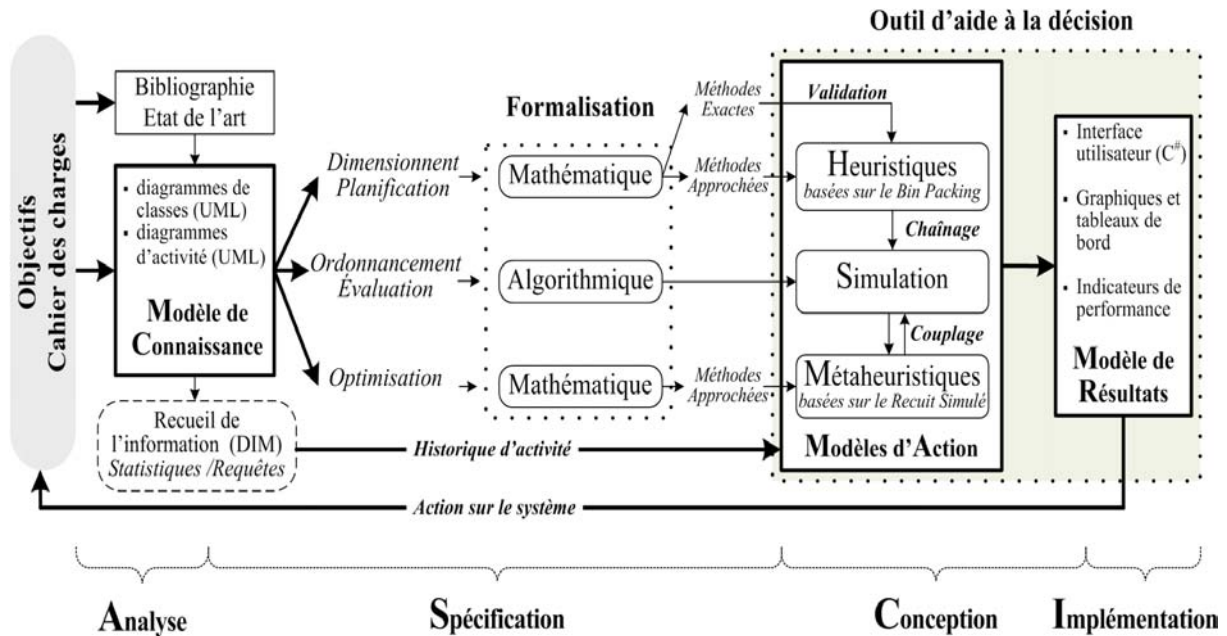 Outil d’aide à la décision
Objectifs
Cahier des charges
Bibliographie
Etat de l’art
▪ diagrammes de
classes (UML)
▪ diagrammes
d’activité (UML)
Modèle de
Connaissance
Recueil de
l’information (DIM)
Statistiques /Requêtes
Dimensionnent
Planification
Ordonnancement
Évaluation
Optimisation
Formalisation
Mathématique
Algorithmique
Mathématique
Méthodes
Exactes
Méthodes
Approchées
Méthodes
Approchées
Validation
Heuristiques
basées sur le Bin Packing
Chaînage
Simulation
Couplage
Métaheuristiques
basées sur le Recuit Simulé
Modèles d’Action
▪ Interface
utilisateur (C#)
▪ Graphiques et
tableaux de
bord
▪ Indicateurs de
performance
Modèle de
Résultats
Historique d’activité
Action sur le système
Analyse
Spécification
Conception
Implémentation